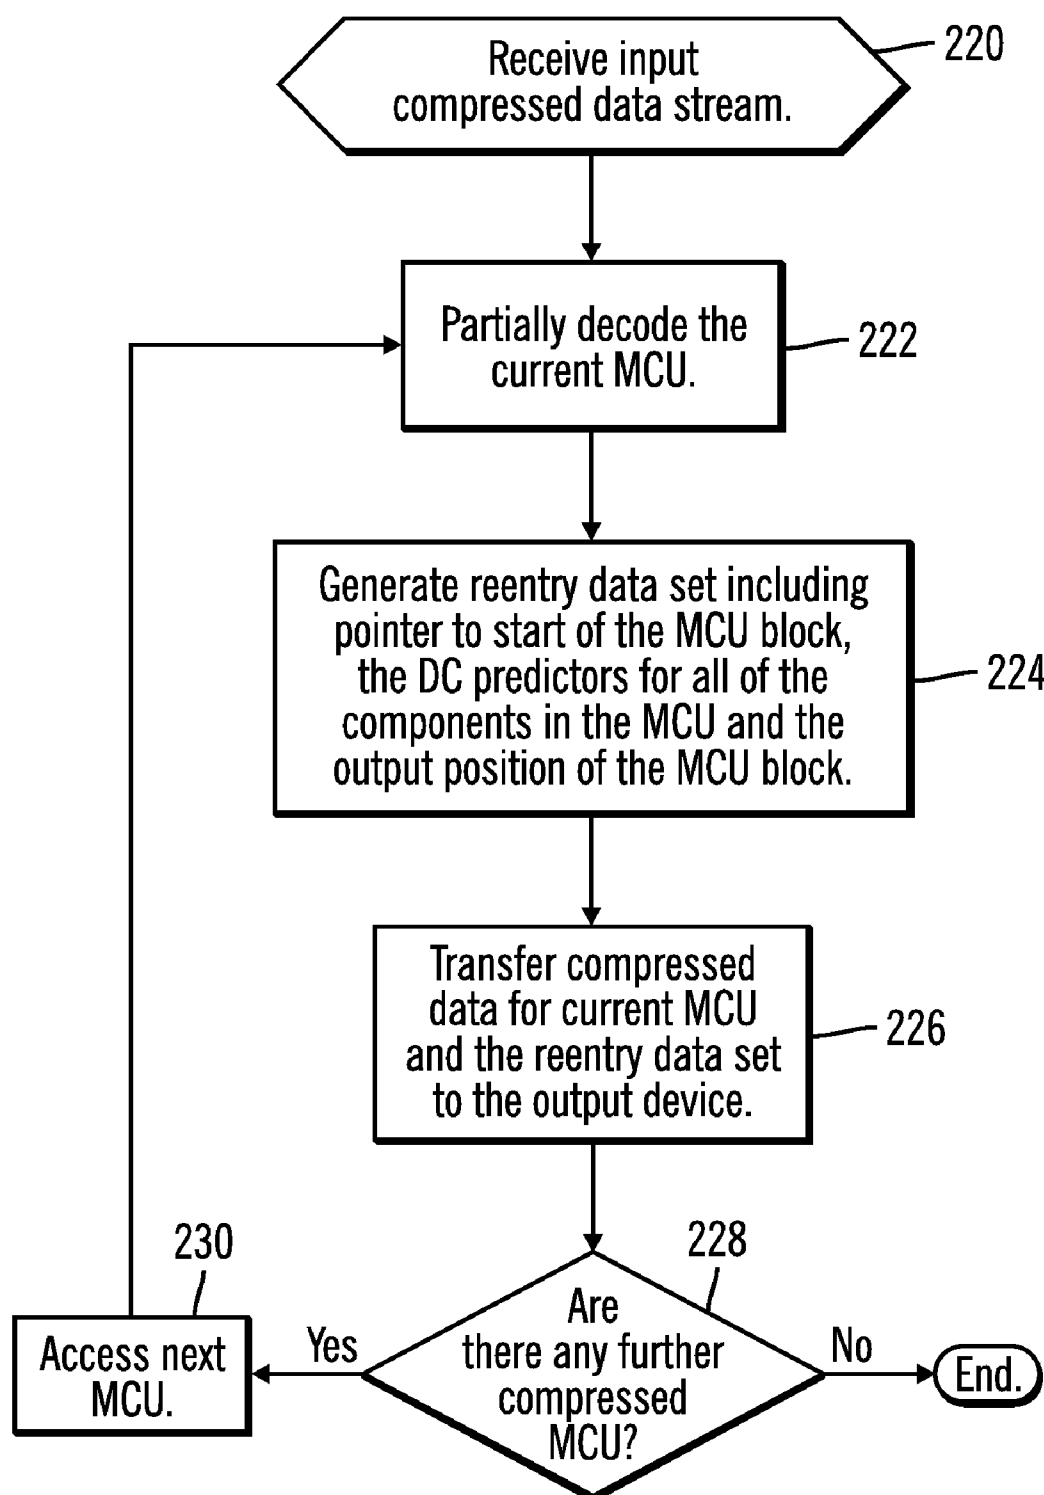 Receive input
compressed data stream.
220
Partially decode the
current MCU.
222
Generate reentry data set including
pointer to start of the MCU block,
the DC predictors for all of the
components in the MCU and the
output position of the MCU block.
224
Transfer compressed
data for current MCU
and the reentry data set
to the output device.
226
228
Are
there any further
compressed
MCU?
Yes
No
End.
230
Access next
MCU.